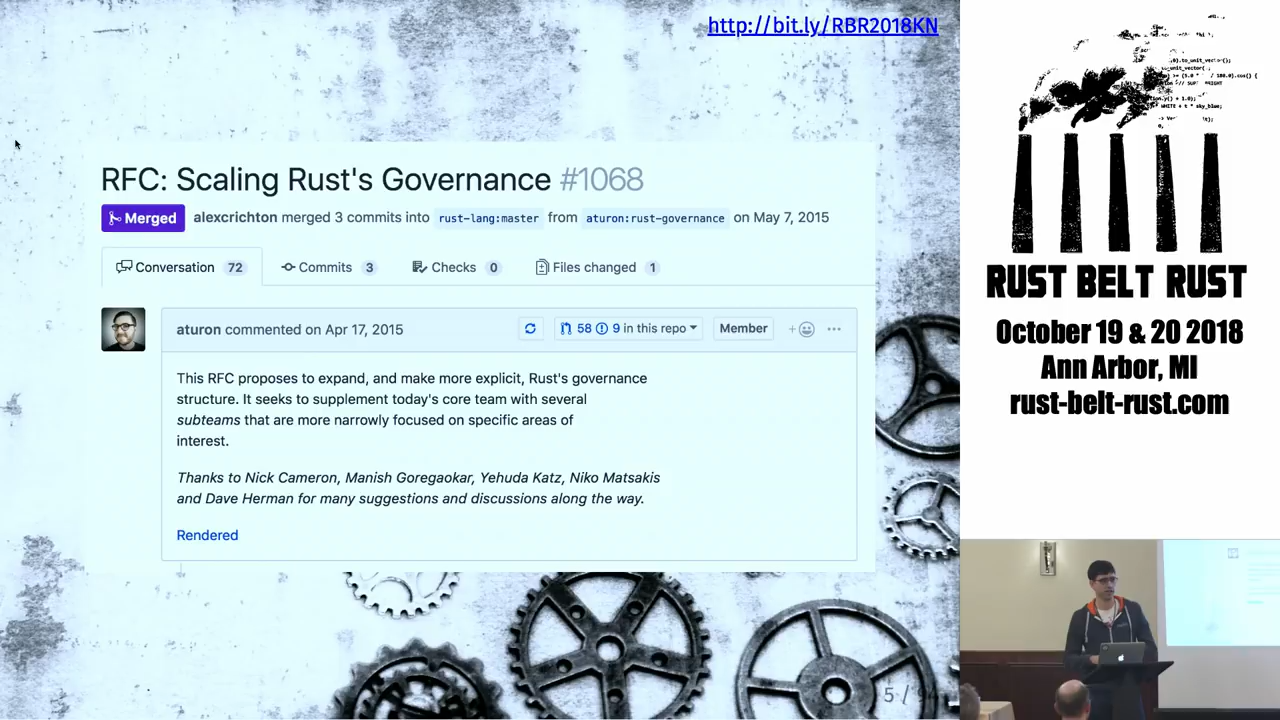 http://bit.ly/RBR2018KN
RFC: Scaling Rust's Governance #1068
Merged alexcrichton merged 3 commits into rust-lang:master from aturon:rust-governance on May 7, 2015
Conversation 72 Commits 3 Checks 0 Files changed 1
aturon commented on Apr 17, 2015 58 9 in this repo Member
This RFC proposes to expand, and make more explicit, Rust's governance
structure. It seeks to supplement today's core team with several
subteams that are more narrowly focused on specific areas of
interest.
Thanks to Nick Cameron, Manish Goregaokar, Yehuda Katz, Niko Matsakis
and Dave Herman for many suggestions and discussions along the way.
Rendered
5 /
RUST BELT RUST
October 19 & 20 2018
Ann Arbor, MI
rust-belt-rust.com